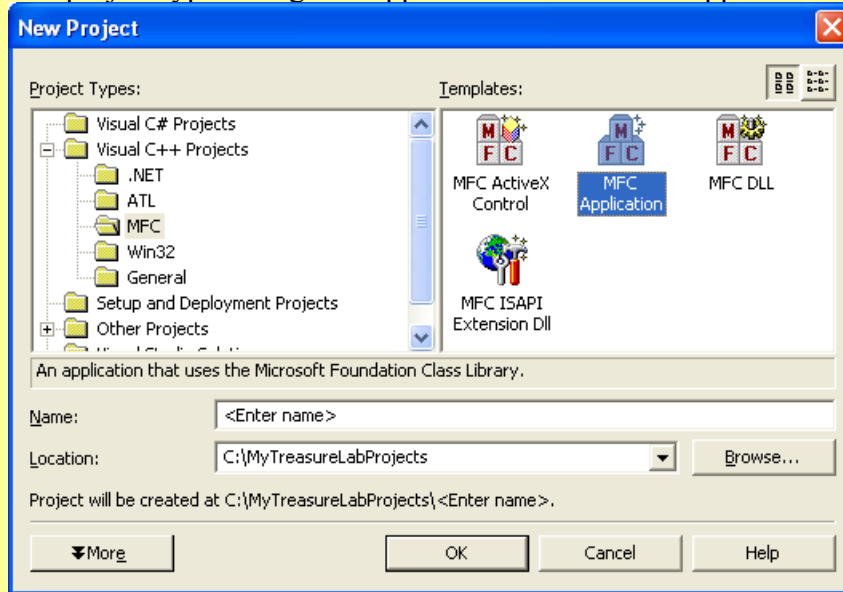 New Project
Project Types:
Templates:
Visual C# Projects
Visual C++ Projects
.NET
ATL
MFC
Win32
General
Setup and Deployment Projects
Other Projects
MFC ActiveX
Control
MFC
Application
MFC DLL
MFC ISAPI
Extension Dll
An application that uses the Microsoft Foundation Class Library.
Name:
<Enter name>
Location:
C:\MyTreasureLabProjects
Browse...
Project will be created at C:\MyTreasureLabProjects\<Enter name>.
More
OK
Cancel
Help